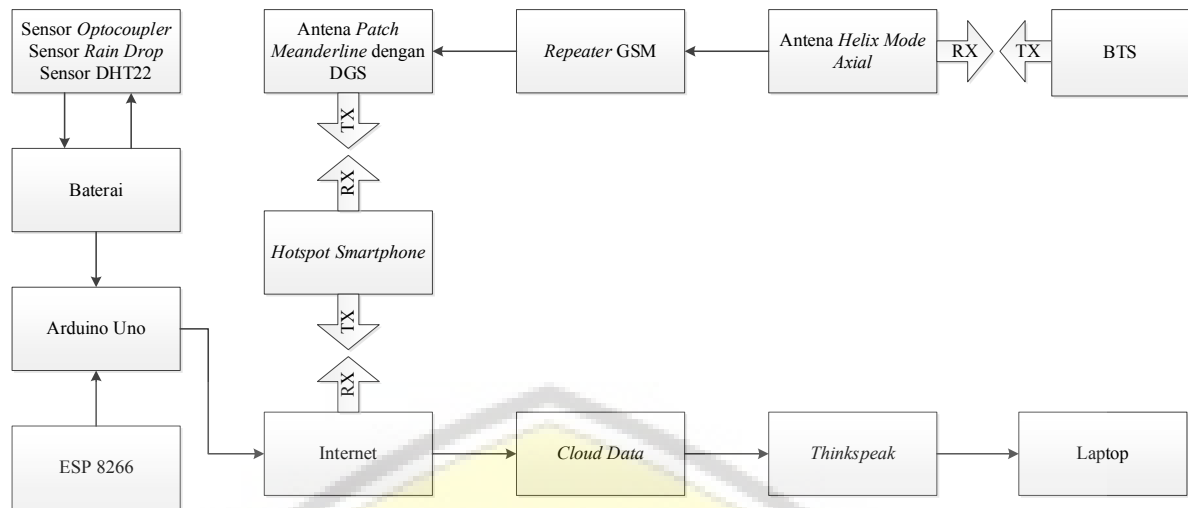 Sensor Optocoupler
Sensor Rain Drop
Sensor DHT22
Antena Patch
Meanderline dengan
DGS
Repeater GSM
Antena Helix Mode
Axial
RX
TX
BTS
TX
Baterai
RX
Hotspot Smartphone
Arduino Uno
TX
RX
ESP 8266
Internet
Cloud Data
Thinkspeak
Laptop